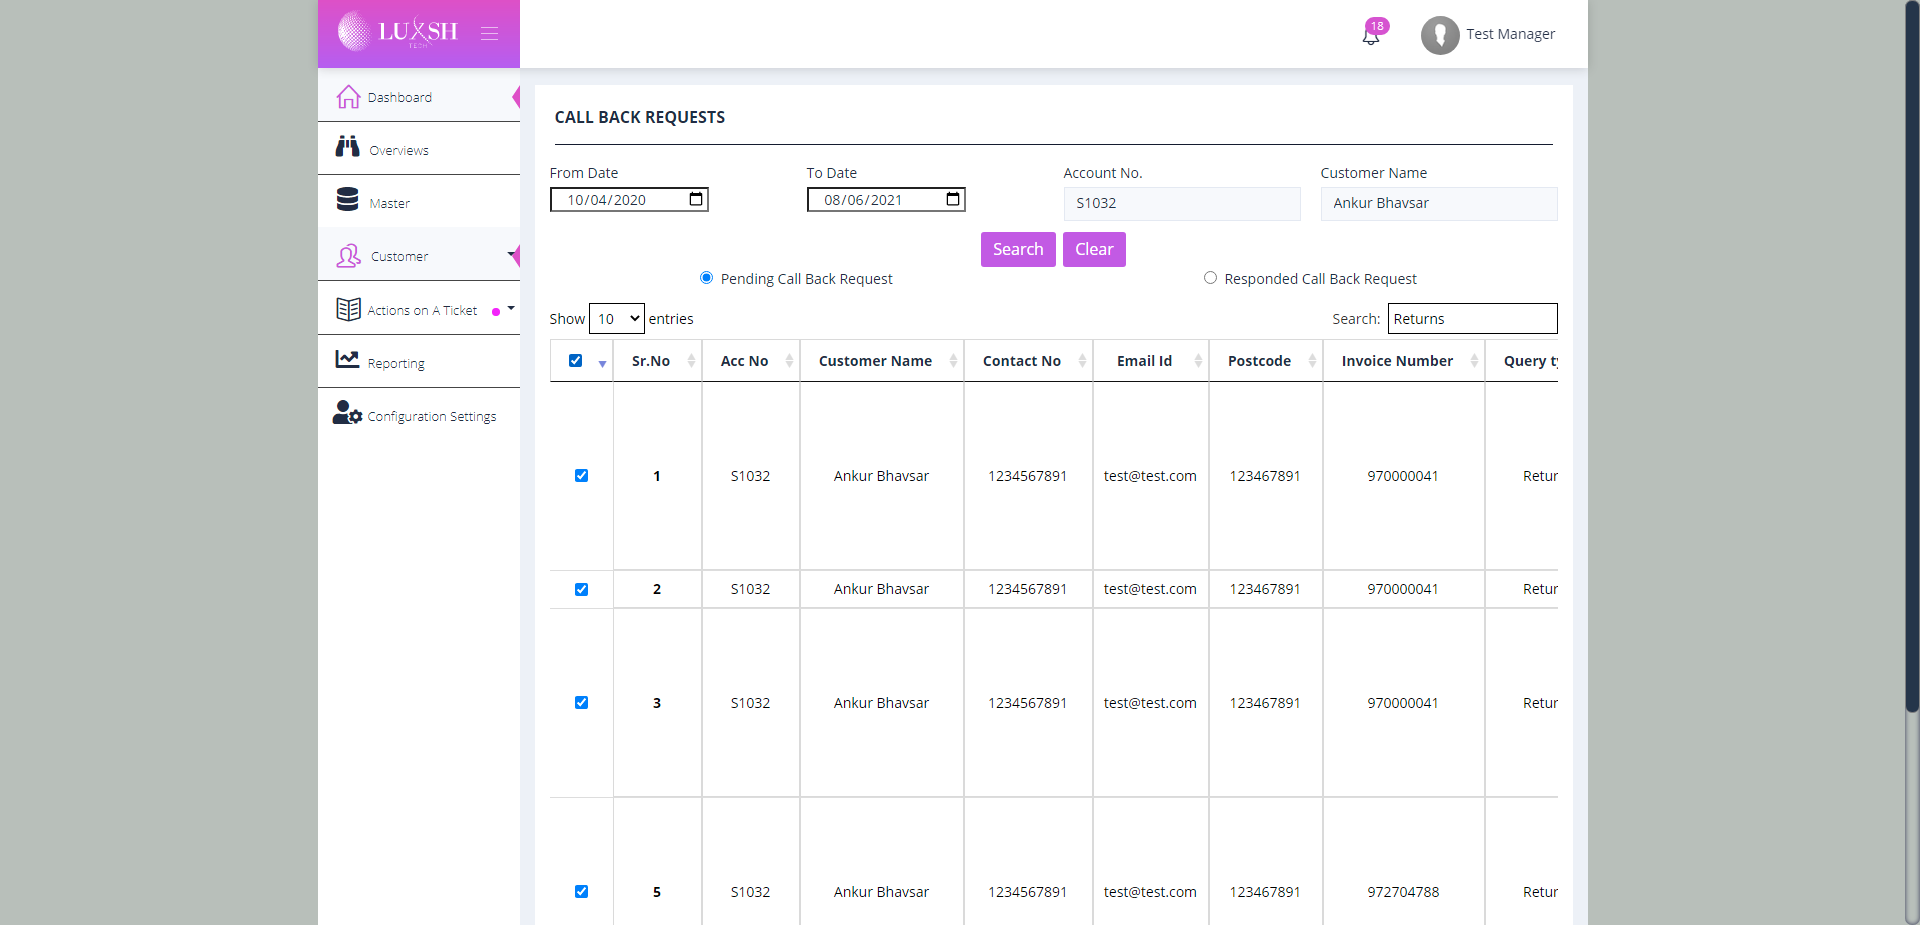 LUXSH
TECH
18
Test Manager
Dashboard
Overviews
Master
Customer
Actions on A Ticket
Reporting
Configuration Settings
CALL BACK REQUESTS
From Date To Date Account No. Customer Name
10/04/2020 08/06/2021 S1032 Ankur Bhavsar
Search Clear
Pending Call Back Request Responded Call Back Request
Show 10 entries Search: Returns
Sr.No Acc No Customer Name Contact No Email Id Postcode Invoice Number Query ty
1 S1032 Ankur Bhavsar 1234567891 test@test.com 123467891 970000041 Retur
2 S1032 Ankur Bhavsar 1234567891 test@test.com 123467891 970000041 Retur
3 S1032 Ankur Bhavsar 1234567891 test@test.com 123467891 970000041 Retur
5 S1032 Ankur Bhavsar 1234567891 test@test.com 123467891 972704788 Retur